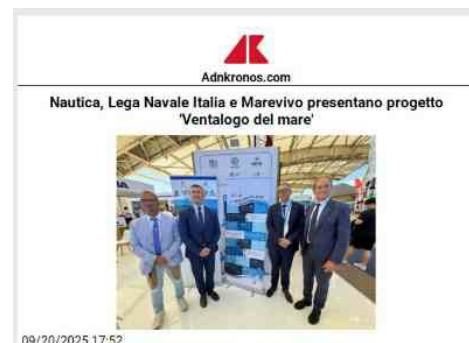 Adnkronos.com
Nautica, Lega Navale Italia e Marevivo presentano progetto
'Ventalogo del mare'
09/20/2025 17:52